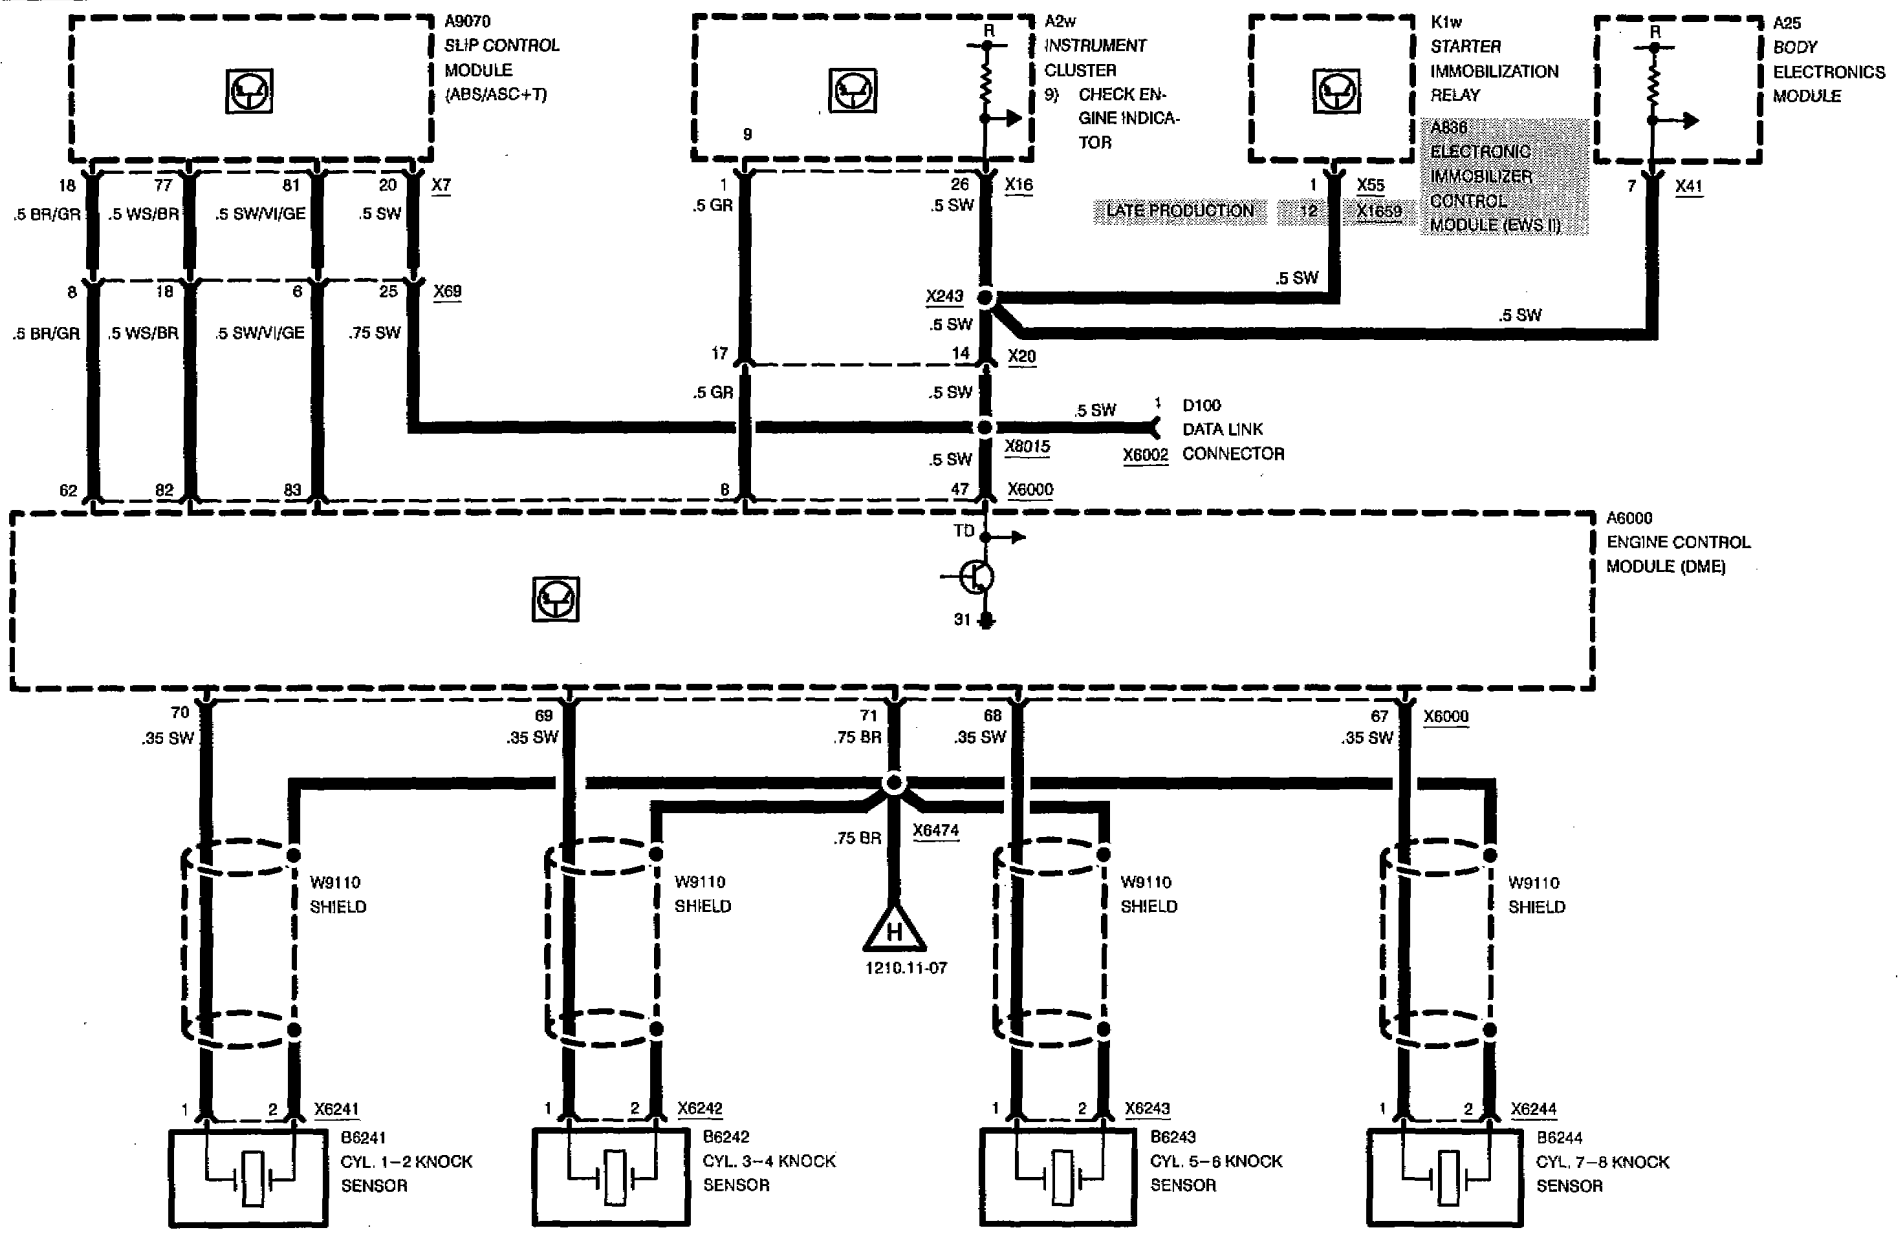 A9070
SLIP CONTROL
MODULE
(ABS/ASC+T)
A2w
INSTRUMENT
CLUSTER
9) CHECK EN-
GINE INDICA-
TOR
R
9
K1w
STARTER
IMMOBILIZATION
RELAY
A836
ELECTRONIC
IMMOBILIZER
CONTROL
MODULE (EWS II)
R
A25
BODY
ELECTRONICS
MODULE
18 77 81 20 X7
.5 BR/GR .5 WS/BR .5 SW/VI/GE .5 SW
1 26 X16
.5 GR .5 SW
1 X55
LATE PRODUCTION 12 X1659
7 X41
8 18 6 25 X69
.5 BR/GR .5 WS/BR .5 SW/VI/GE .75 SW
X243
.5 SW
.5 SW
.5 SW
17 14 X20
.5 GR .5 SW
.5 SW
1 D100
DATA LINK
CONNECTOR
X8015
X6002
.5 SW
62 82 83 8 47 X6000
TD
31
A6000
ENGINE CONTROL
MODULE (DME)
70 69 71 68 67 X6000
.35 SW .35 SW .75 BR .35 SW .35 SW
.75 BR X6474
W9110
SHIELD
W9110
SHIELD
W9110
SHIELD
W9110
SHIELD
H
1210.11-07
1 2 X6241
1 2 X6242
1 2 X6243
1 2 X6244
B6241
CYL. 1–2 KNOCK
SENSOR
B6242
CYL. 3–4 KNOCK
SENSOR
B6243
CYL. 5–6 KNOCK
SENSOR
B6244
CYL. 7–8 KNOCK
SENSOR